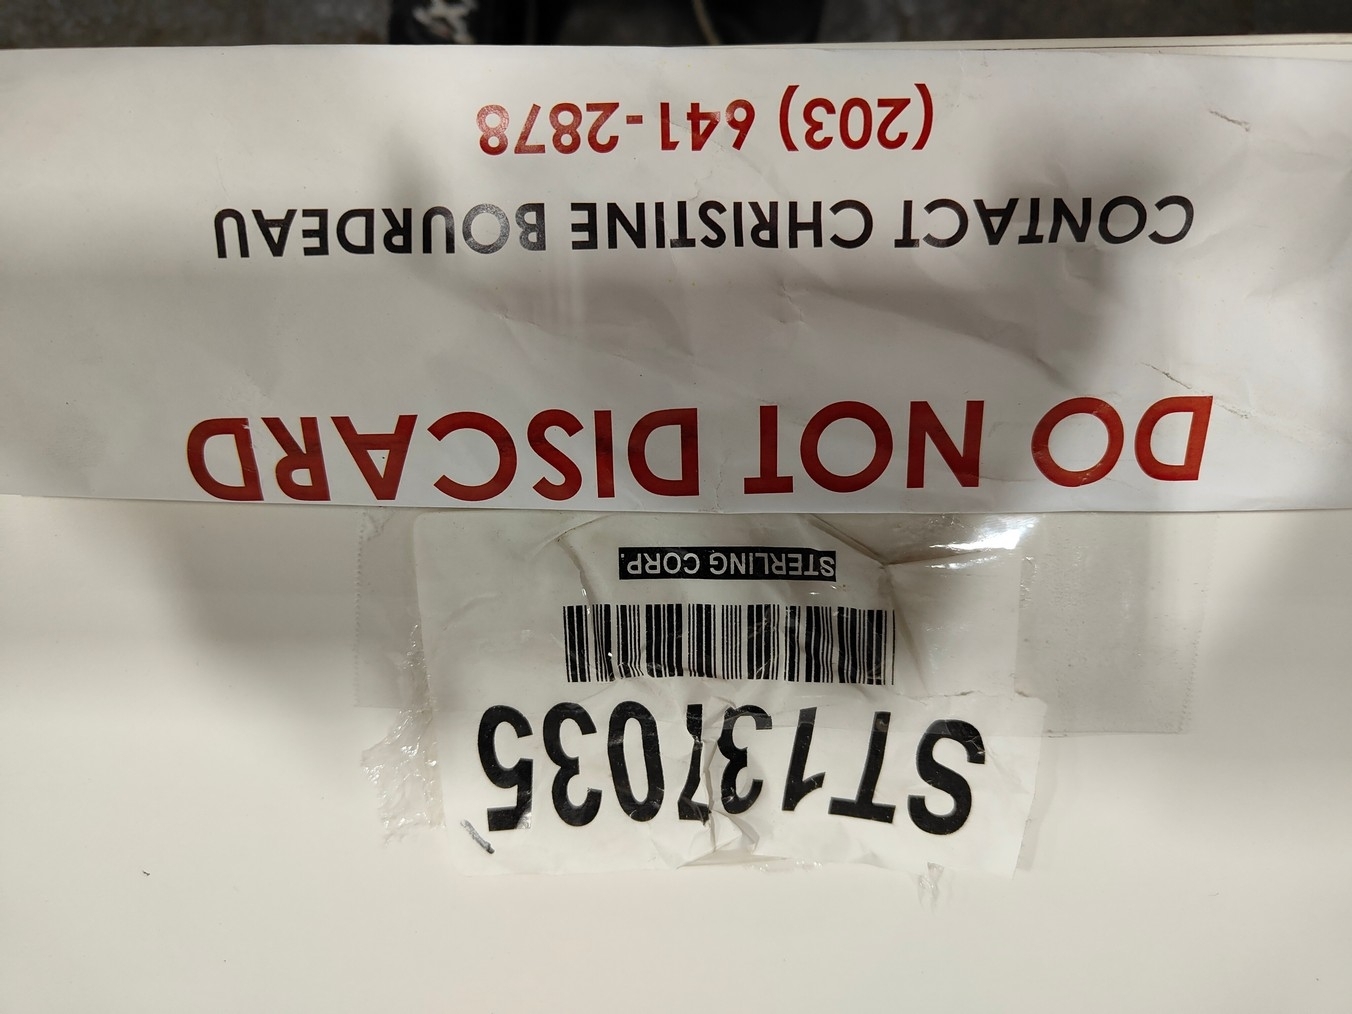 ST137035
STERLING CORP.
DO NOT DISCARD
CONTACT CHRISTINE BOURDEAU
(203) 641-2878